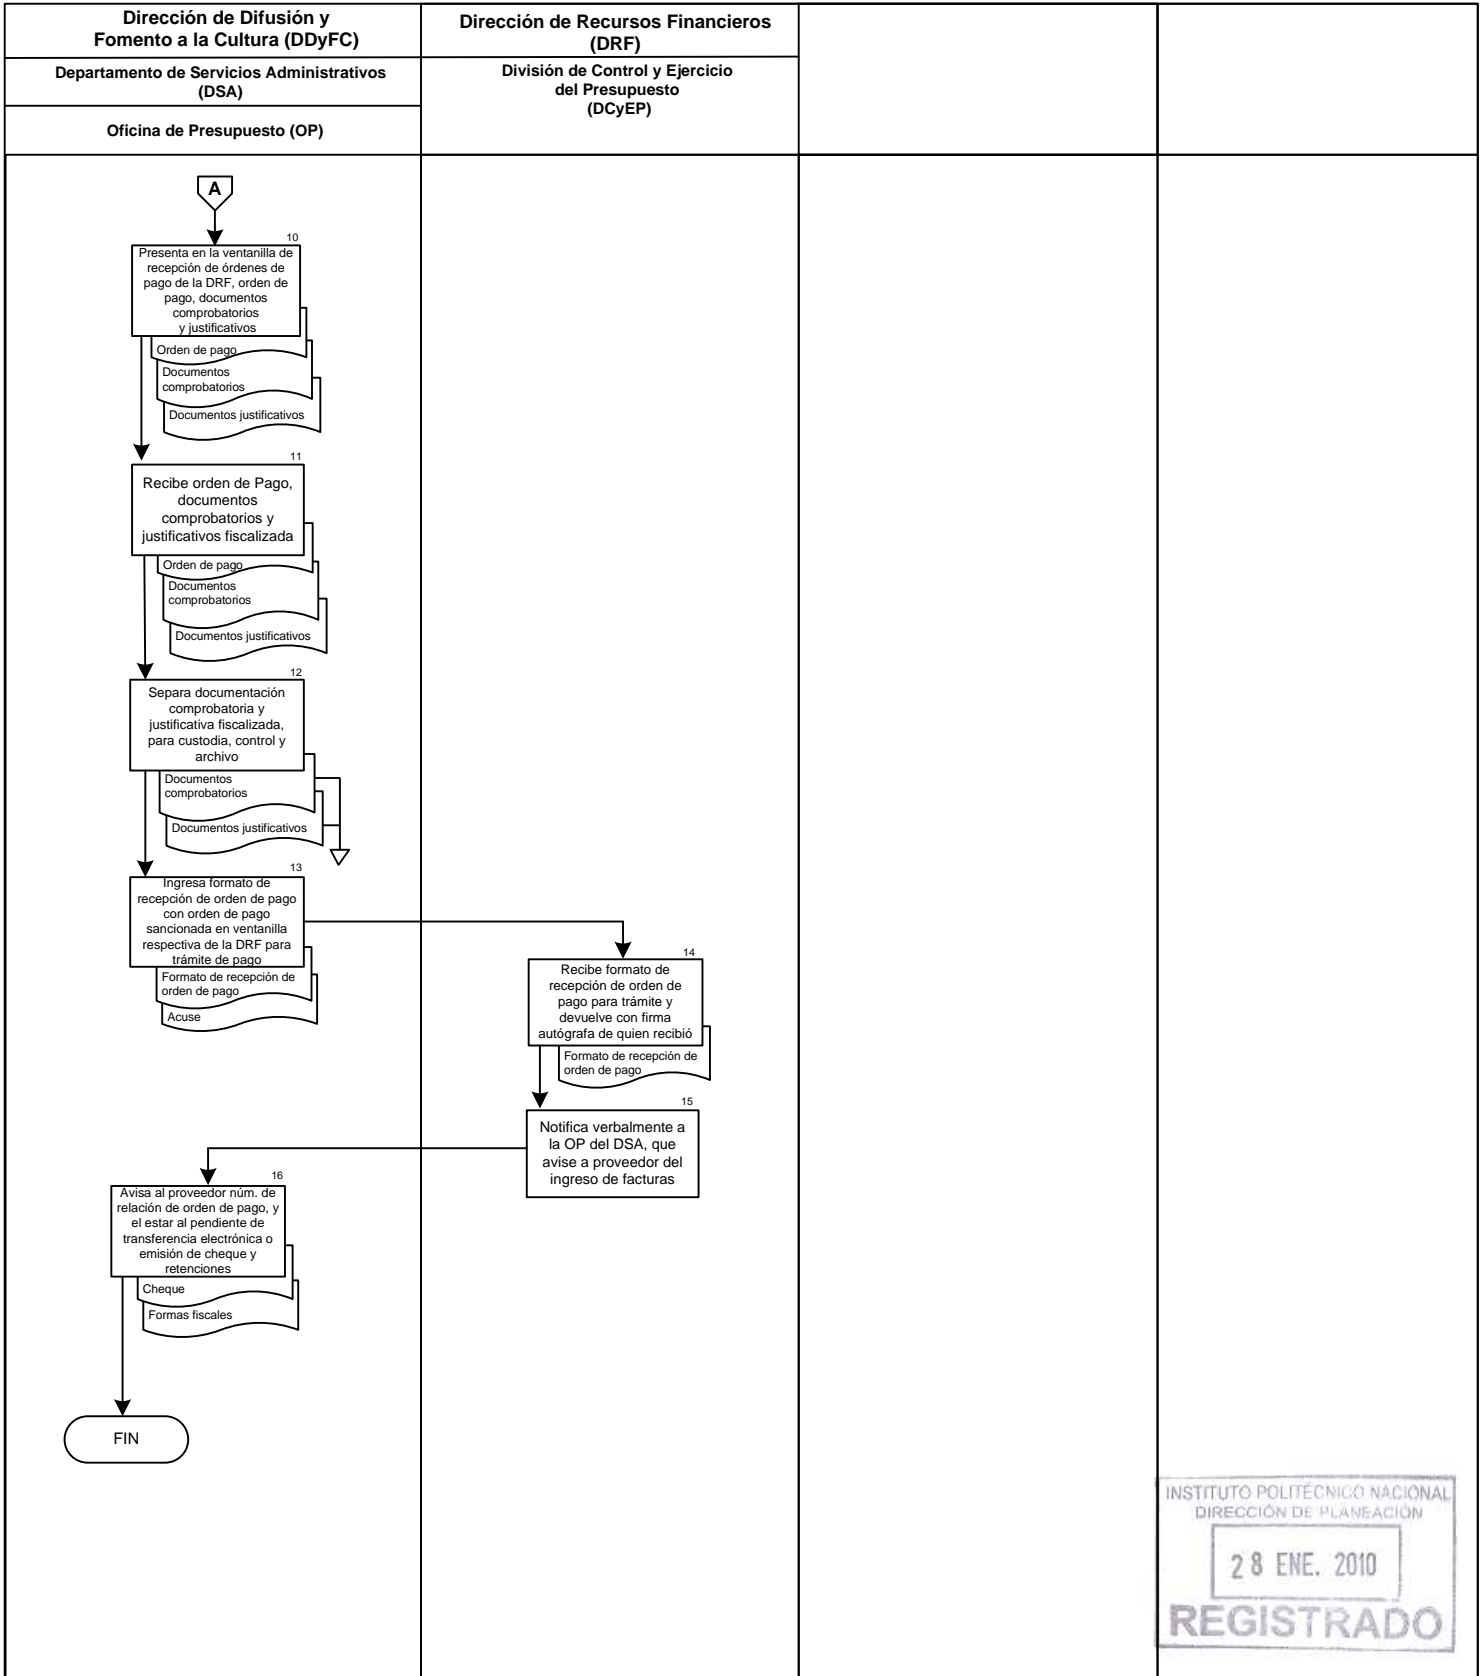 Dirección de Difusión y
Fomento a la Cultura (DDyFC)
Departamento de Servicios Administrativos
(DSA)
Oficina de Presupuesto (OP)
Dirección de Recursos Financieros
(DRF)
División de Control y Ejercicio
del Presupuesto
(DCyEP)
A
10
Presenta en la ventanilla de
recepción de órdenes de
pago de la DRF, orden de
pago, documentos
comprobatorios
y justificativos
Orden de pago
Documentos
comprobatorios
Documentos justificativos
11
Recibe orden de Pago,
documentos
comprobatorios y
justificativos fiscalizada
Orden de pago
Documentos
comprobatorios
Documentos justificativos
12
Separa documentación
comprobatoria y
justificativa fiscalizada,
para custodia, control y
archivo
Documentos
comprobatorios
Documentos justificativos
13
Ingresa formato de
recepción de orden de pago
con orden de pago
sancionada en ventanilla
respectiva de la DRF para
trámite de pago
Formato de recepción de
orden de pago
Acuse
14
Recibe formato de
recepción de orden de
pago para trámite y
devuelve con firma
autógrafa de quien recibió
Formato de recepción de
orden de pago
15
Notifica verbalmente a
la OP del DSA, que
avise a proveedor del
ingreso de facturas
16
Avisa al proveedor núm. de
relación de orden de pago, y
el estar al pendiente de
transferencia electrónica o
emisión de cheque y
retenciones
Cheque
Formas fiscales
FIN
INSTITUTO POLITÉCNICO NACIONAL
DIRECCIÓN DE PLANEACIÓN
28 ENE. 2010
REGISTRADO